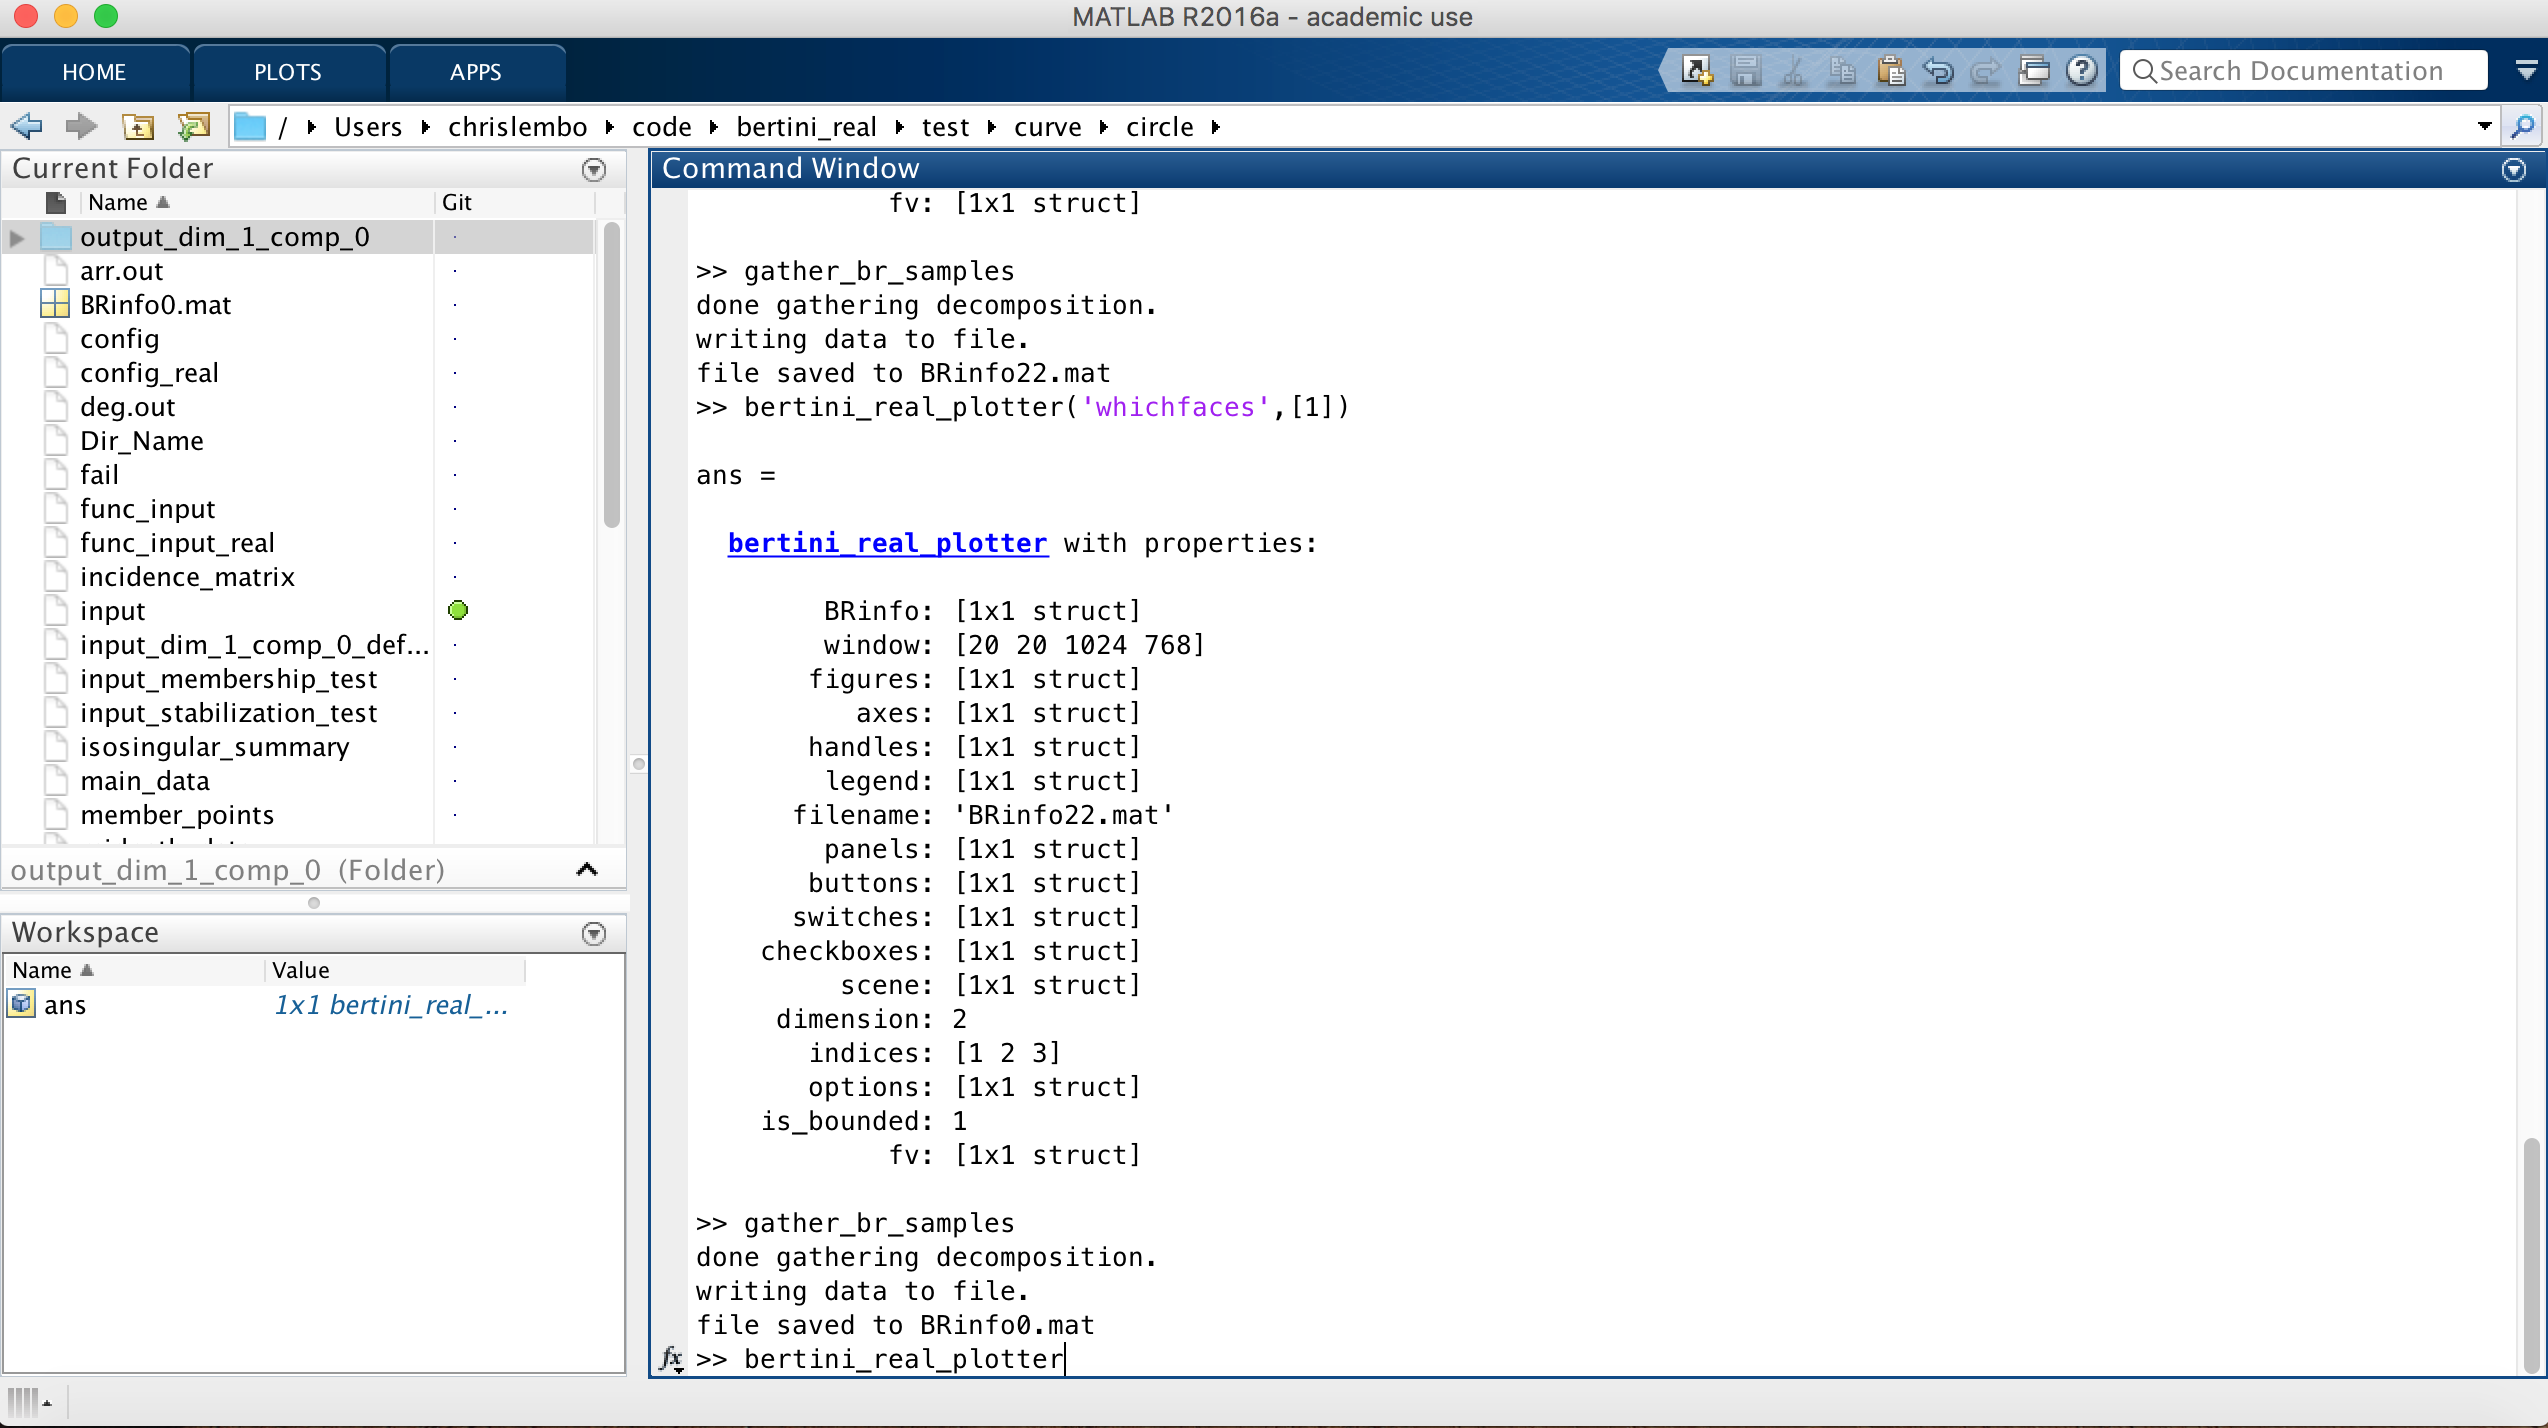 MATLAB R2016a - academic use
HOME PLOTS APPS Search Documentation
/ Users chrislembo code bertini_real test curve circle
Current Folder
Name Git
output_dim_1_comp_0
arr.out
BRinfo0.mat
config
config_real
deg.out
Dir_Name
fail
func_input
func_input_real
incidence_matrix
input
input_dim_1_comp_0_def...
input_membership_test
input_stabilization_test
isosingular_summary
main_data
member_points
output_dim_1_comp_0 (Folder)
Workspace
Name Value
ans 1x1 bertini_real_...
Command Window
fv: [1x1 struct]
>> gather_br_samples
done gathering decomposition.
writing data to file.
file saved to BRinfo22.mat
>> bertini_real_plotter('whichfaces',[1])
ans =
bertini_real_plotter with properties:
BRinfo: [1x1 struct]
window: [20 20 1024 768]
figures: [1x1 struct]
axes: [1x1 struct]
handles: [1x1 struct]
legend: [1x1 struct]
filename: 'BRinfo22.mat'
panels: [1x1 struct]
buttons: [1x1 struct]
switches: [1x1 struct]
checkboxes: [1x1 struct]
scene: [1x1 struct]
dimension: 2
indices: [1 2 3]
options: [1x1 struct]
is_bounded: 1
fv: [1x1 struct]
>> gather_br_samples
done gathering decomposition.
writing data to file.
file saved to BRinfo0.mat
fx >> bertini_real_plotter